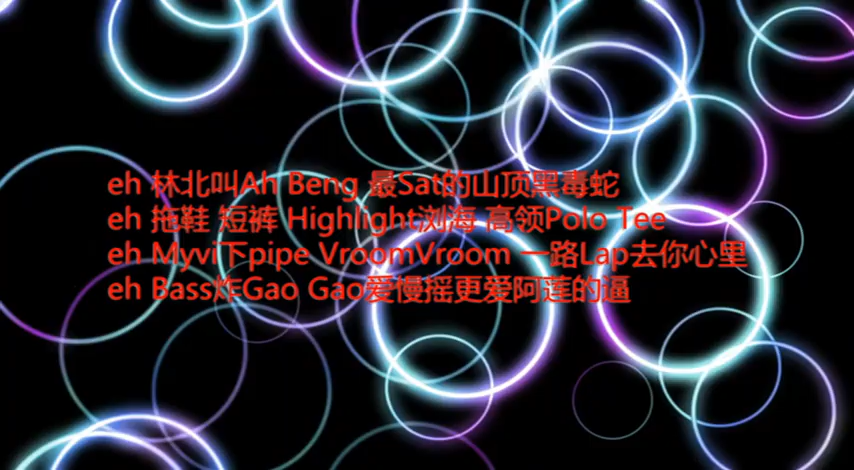 eh 林北叫Ah Beng 最Sat的山顶黑毒蛇
eh 拖鞋 短裤 Highlight浏海 高领Polo Tee
eh Myvi下pipe VroomVroom 一路Lap去你心里
eh Bass炸Gao Gao爱慢摇更爱阿莲的逼